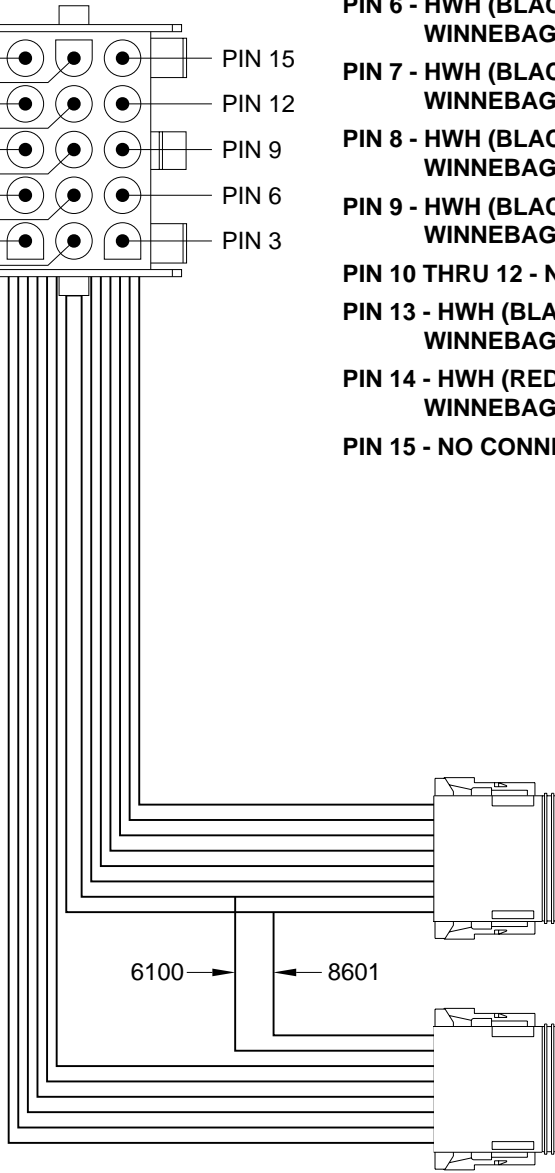 PIN 15
PIN 12
PIN 9
PIN 6
PIN 3
PIN 6 - HWH (BLAC
WINNEBAG
PIN 7 - HWH (BLAC
WINNEBAG
PIN 8 - HWH (BLAC
WINNEBAG
PIN 9 - HWH (BLAC
WINNEBAG
PIN 10 THRU 12 - N
PIN 13 - HWH (BLA
WINNEBAG
PIN 14 - HWH (RED
WINNEBAG
PIN 15 - NO CONN
6100
8601